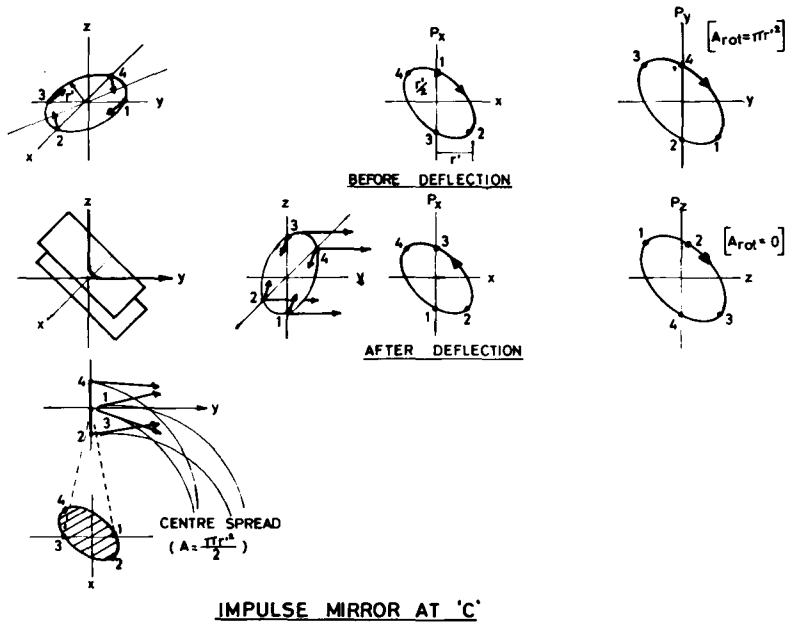 z
4
3
r'
y
1
2
x
Px
1
4
r'/2
x
3
2
r'
Py
[Arot=πr'²]
3
4
y
2
1
BEFORE DEFLECTION
z
y
x
z
3
4
y
2
1
Px
4
3
x
1
2
Pz
[Arot=0]
1
2
z
4
3
AFTER DEFLECTION
4
1
y
2
3
4
1
3
2
x
CENTRE SPREAD
(A=πr'²/2)
IMPULSE MIRROR AT 'C'